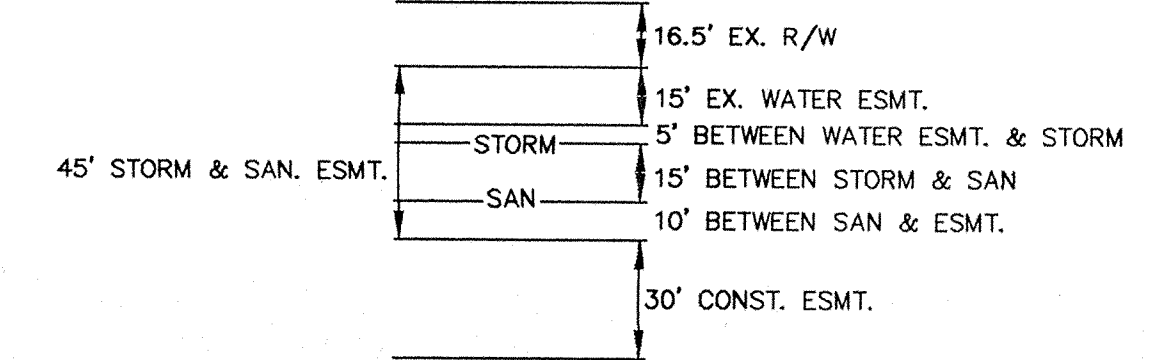 16.5' EX. R/W
15' EX. WATER ESMT.
5' BETWEEN WATER ESMT. & STORM
STORM
45' STORM & SAN. ESMT.
15' BETWEEN STORM & SAN
SAN
10' BETWEEN SAN & ESMT.
30' CONST. ESMT.